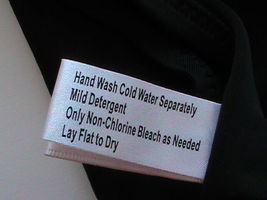 Hand Wash Cold Water Separately
Mild Detergent
Only Non-Chlorine Bleach as Needed
Lay Flat to Dry